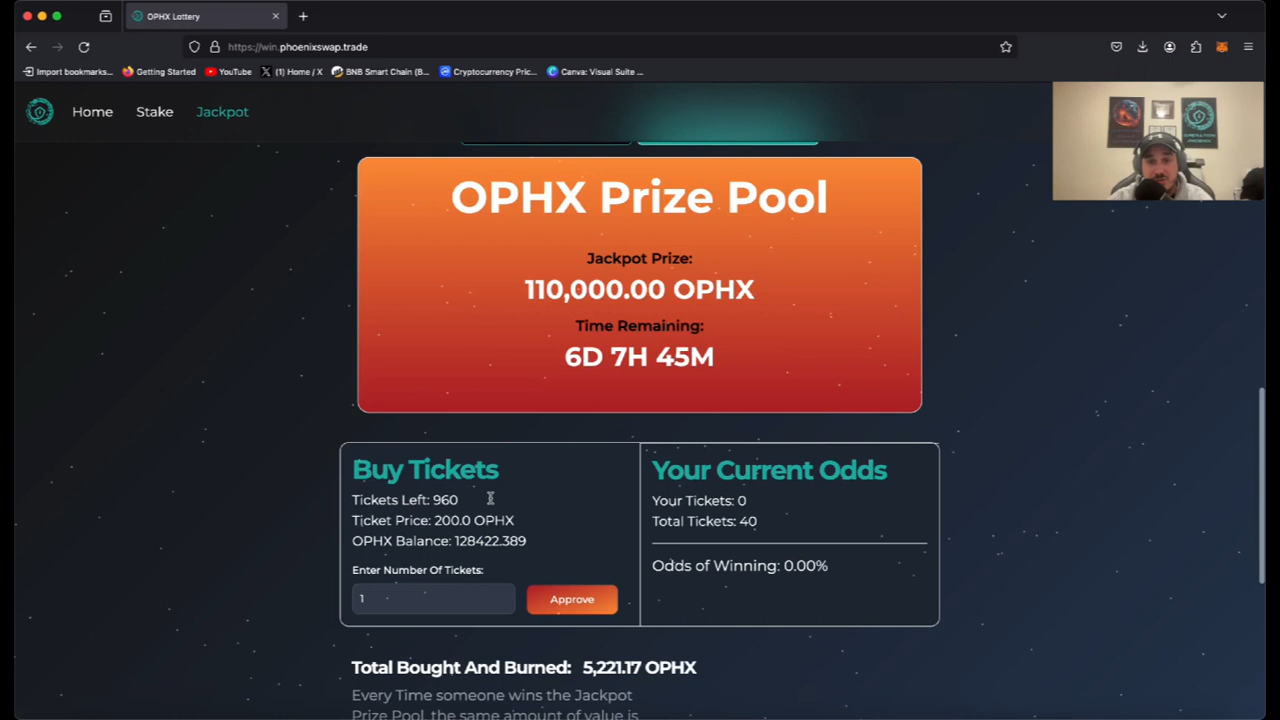 OPHX Lottery
https://win.phoenixswap.trade
Import bookmarks...
Getting Started
YouTube
(1) Home / X
BNB Smart Chain (B...
Cryptocurrency Pric...
Canva: Visual Suite ...
Home
Stake
Jackpot
OPHX Prize Pool
Jackpot Prize:
110,000.00 OPHX
Time Remaining:
6D 7H 45M
Buy Tickets
Tickets Left: 960
Ticket Price: 200.0 OPHX
OPHX Balance: 128422.389
Enter Number Of Tickets:
1
Approve
Your Current Odds
Your Tickets: 0
Total Tickets: 40
Odds of Winning: 0.00%
Total Bought And Burned: 5,221.17 OPHX
Every Time someone wins the Jackpot
Prize Pool, the same amount of value is